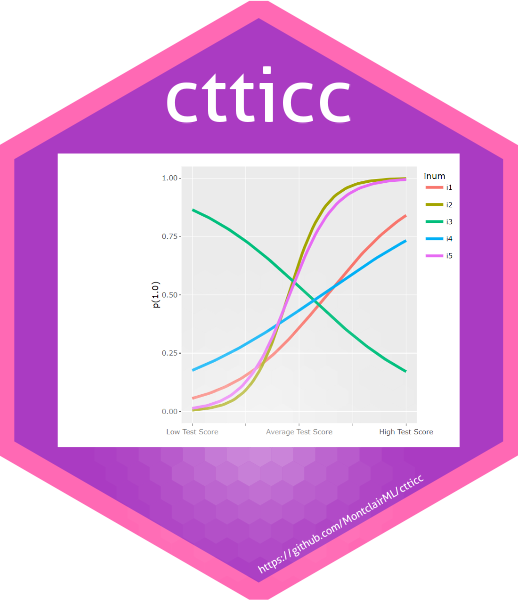 ctticc
inum
i1
i2
i3
i4
i5
1.00
0.75
0.50
0.25
0.00
p(1.0)
Low Test Score Average Test Score High Test Score
https://github.com/MontclairML/ctticc